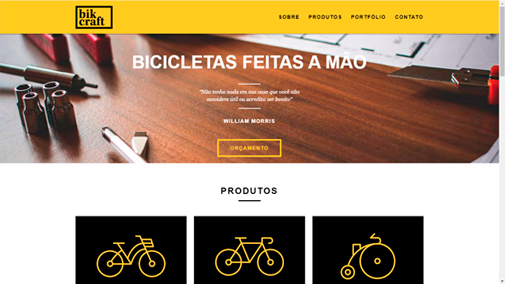 bik
craft
SOBRE PRODUTOS PORTFÓLIO CONTATO
BICICLETAS FEITAS A MÃO
"Não tenha nada em sua casa que você não
considere útil ou acredita ser bonito"
WILLIAM MORRIS
ORÇAMENTO
PRODUTOS